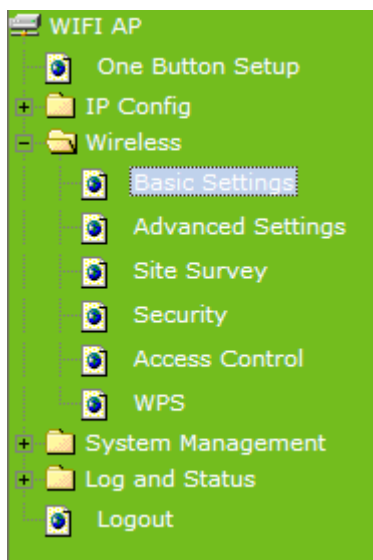 WIFI AP
One Button Setup
IP Config
Wireless
Basic Settings
Advanced Settings
Site Survey
Security
Access Control
WPS
System Management
Log and Status
Logout